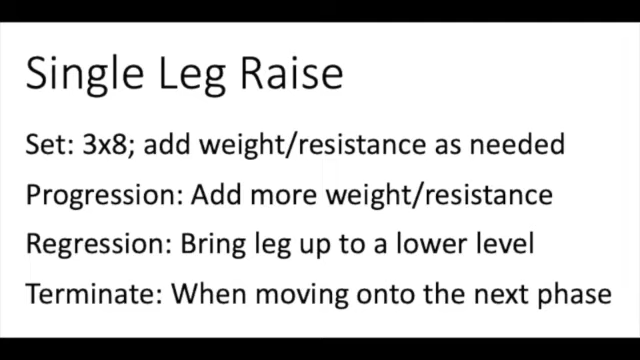 Single Leg Raise
Set: 3x8; add weight/resistance as needed
Progression: Add more weight/resistance
Regression: Bring leg up to a lower level
Terminate: When moving onto the next phase